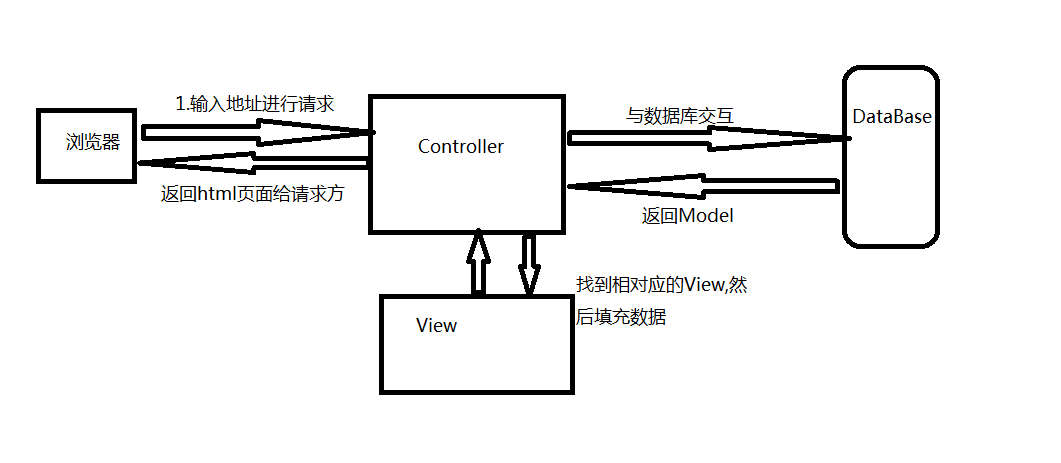 1.输入地址进行请求
浏览器
返回html页面给请求方
Controller
与数据库交互
DataBase
返回Model
找到相对应的View,然
后填充数据
View